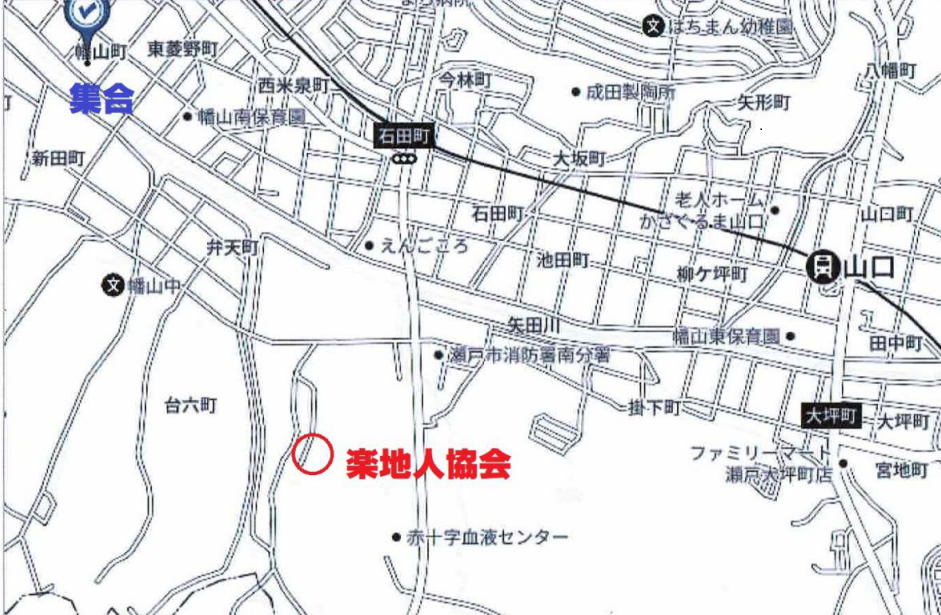 文 はちまん幼稚園
幡山町
東菱野町
八幡町
西米泉町
今林町
集合
成田製陶所
矢形町
幡山南保育園
石田町
新田町
大坂町
老人ホーム
かざぐるま山口
石田町
山口町
弁天町
えんごころ
池田町
柳ケ坪町
山口
文 幡山中
矢田川
幡山東保育園
田中町
瀬戸市消防署南分署
台六町
掛下町
大坪町
大坪町
ファミリーマート
瀬戸大坪町店
宮地町
楽地人協会
赤十字血液センター